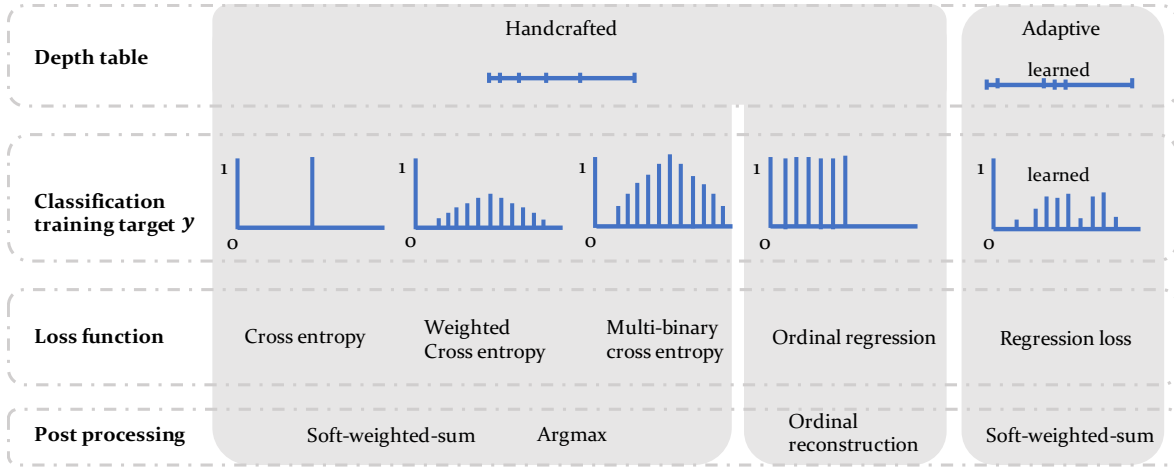 Handcrafted
Adaptive
Depth table
learned
1
1
1
1
1
learned
Classification
training target y
0
0
0
0
0
Loss function
Cross entropy
Weighted
Cross entropy
Multi-binary
cross entropy
Ordinal regression
Regression loss
Post processing
Soft-weighted-sum
Argmax
Ordinal
reconstruction
Soft-weighted-sum